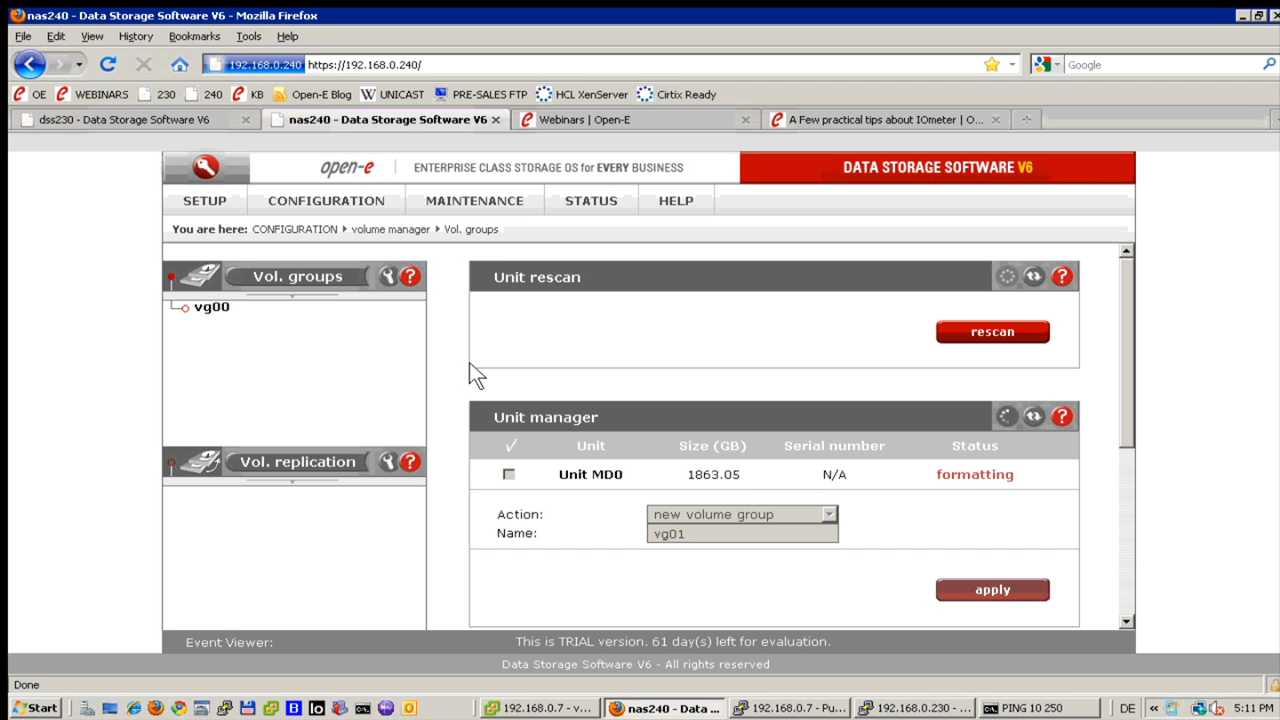 nas240 - Data Storage Software V6 - Mozilla Firefox
File Edit View History Bookmarks Tools Help
192.168.0.240 https://192.168.0.240/ Google
OE WEBINARS 230 240 KB Open-E Blog UNICAST PRE-SALES FTP HCL XenServer Cirtix Ready
dss230 - Data Storage Software V6 nas240 - Data Storage Software V6 Webinars | Open-E A Few practical tips about IOmeter | O...
open-e ENTERPRISE CLASS STORAGE OS for EVERY BUSINESS DATA STORAGE SOFTWARE V6
SETUP CONFIGURATION MAINTENANCE STATUS HELP
You are here: CONFIGURATION volume manager Vol. groups
Vol. groups
vg00
Vol. replication
Unit rescan
rescan
Unit manager
Unit Size (GB) Serial number Status
Unit MD0 1863.05 N/A formatting
Action: new volume group
Name: vg01
apply
Event Viewer: This is TRIAL version. 61 day(s) left for evaluation.
Data Storage Software V6 - All rights reserved
Done
Start 192.168.0.7 - v... nas240 - Data ... 192.168.0.7 - Pu... 192.168.0.230 - ... PING 10 250 DE 5:11 PM